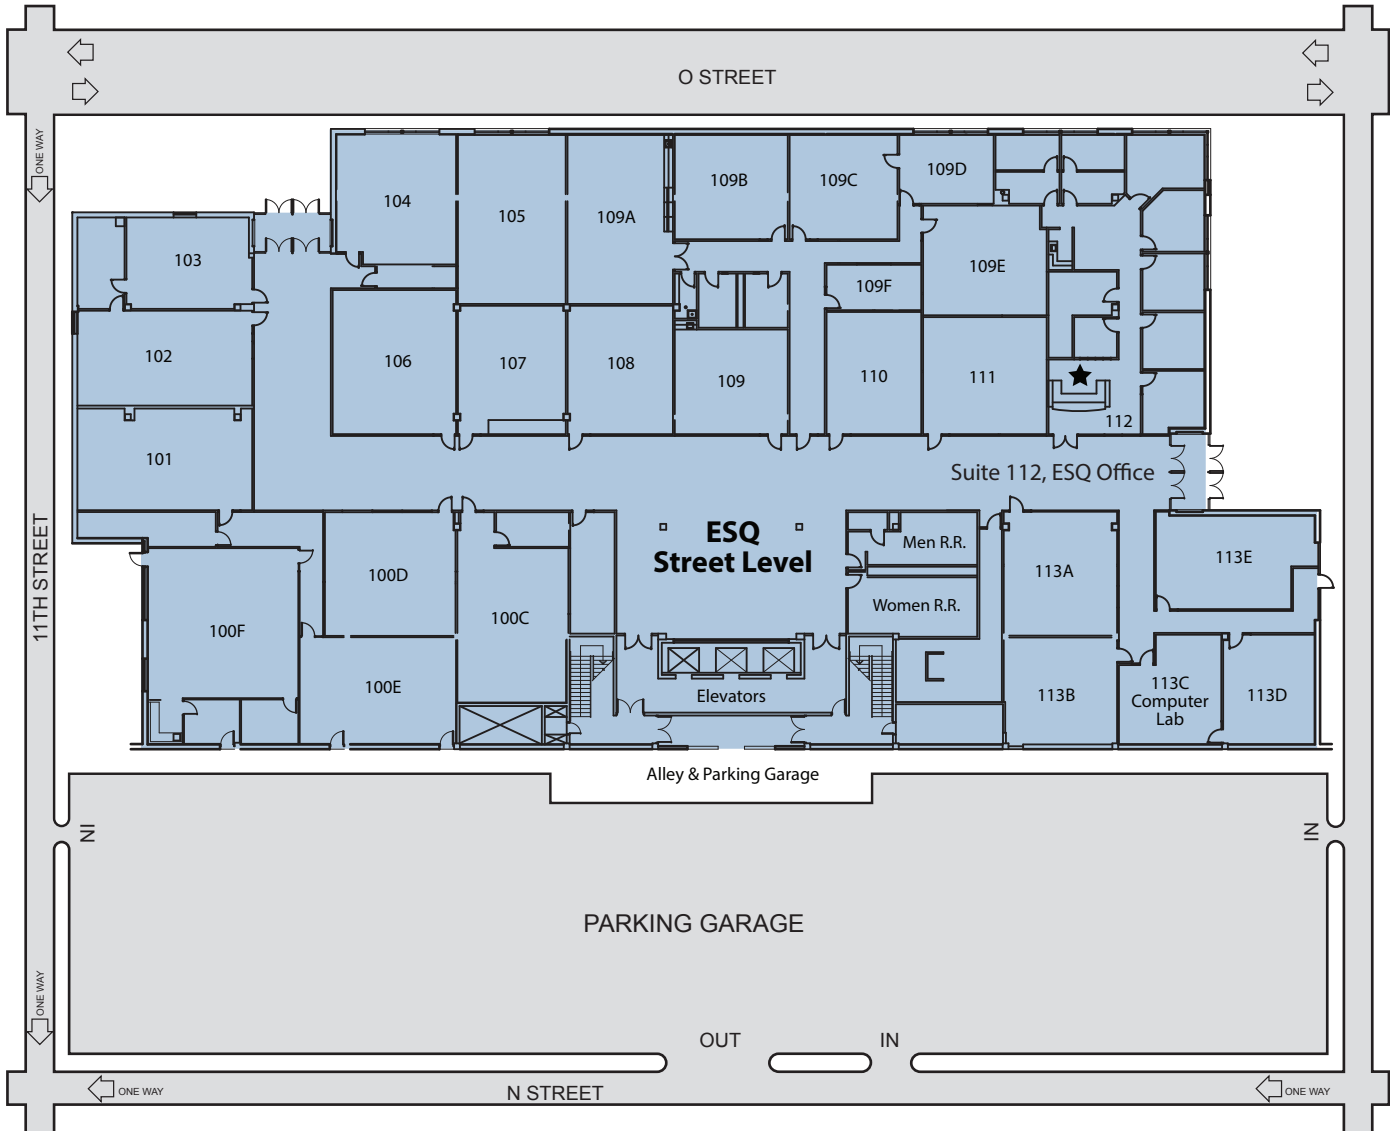 O STREET
ONE WAY
104
105
109A
109B
109C
109D
103
109E
109F
102
106
107
108
109
110
111
112
101
Suite 112, ESQ Office
ESQ
Street Level
11TH STREET
100D
100C
100F
100E
Men R.R.
Women R.R.
113A
113E
113B
113C
Computer
Lab
113D
Elevators
Alley & Parking Garage
IN
IN
PARKING GARAGE
ONE WAY
OUT
IN
ONE WAY
N STREET
ONE WAY